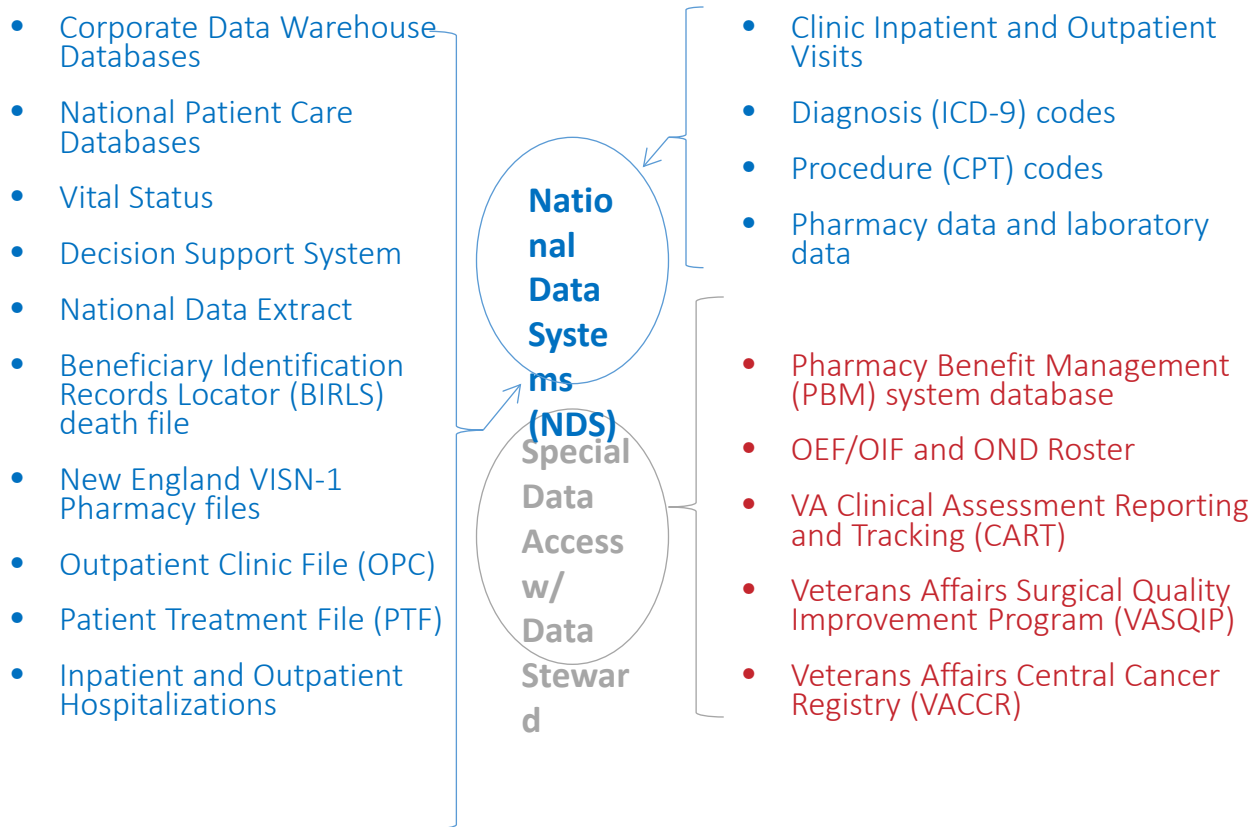 • Corporate Data Warehouse
Databases
• National Patient Care
Databases
• Vital Status
• Decision Support System
• National Data Extract
• Beneficiary Identification
Records Locator (BIRLS)
death file
• New England VISN-1
Pharmacy files
• Outpatient Clinic File (OPC)
• Patient Treatment File (PTF)
• Inpatient and Outpatient
Hospitalizations
Natio
nal
Data
Syste
ms
(NDS)
Special
Data
Access
w/
Data
Stewar
d
• Clinic Inpatient and Outpatient
Visits
• Diagnosis (ICD-9) codes
• Procedure (CPT) codes
• Pharmacy data and laboratory
data
• Pharmacy Benefit Management
(PBM) system database
• OEF/OIF and OND Roster
• VA Clinical Assessment Reporting
and Tracking (CART)
• Veterans Affairs Surgical Quality
Improvement Program (VASQIP)
• Veterans Affairs Central Cancer
Registry (VACCR)